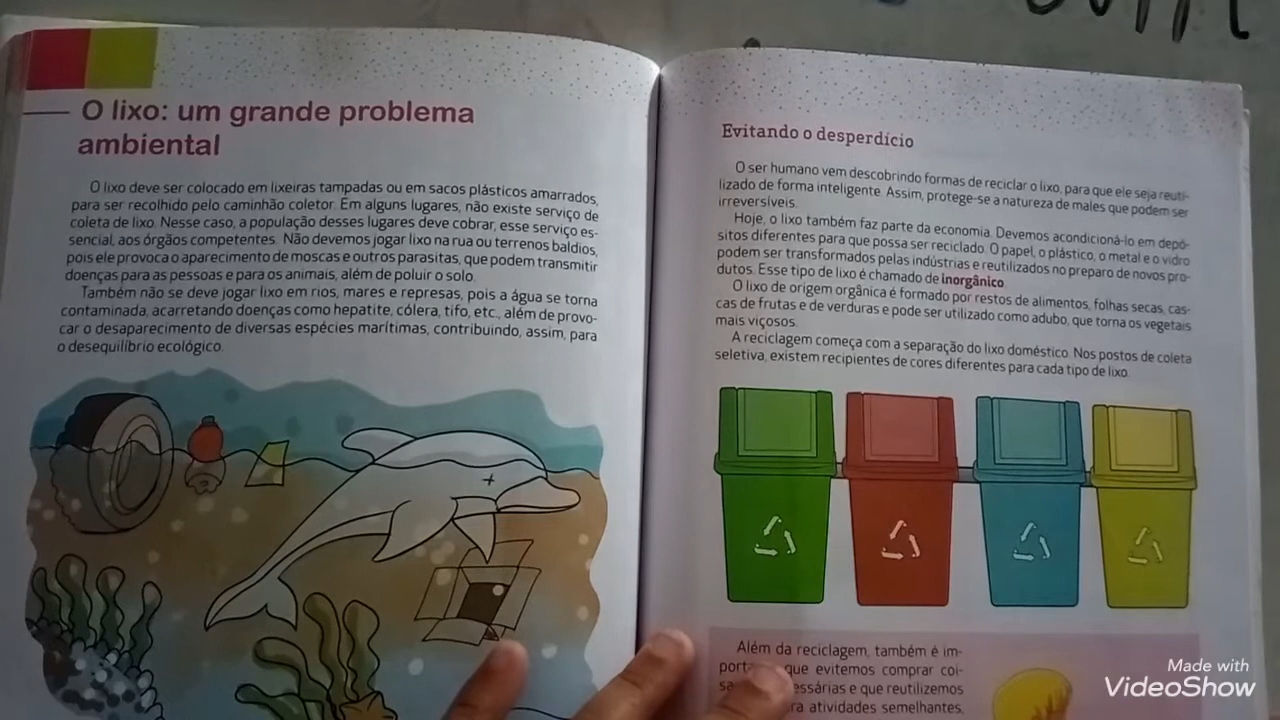 O lixo: um grande problema
ambiental
O lixo deve ser colocado em lixeiras tampadas ou em sacos plásticos amarrados,
para ser recolhido pelo caminhão coletor. Em alguns lugares, não existe serviço de
coleta de lixo. Nesse caso, a população desses lugares deve cobrar, esse serviço es-
sencial, aos órgãos competentes. Não devemos jogar lixo na rua ou terrenos baldios,
pois ele provoca o aparecimento de moscas e outros parasitas, que podem transmitir
doenças para as pessoas e para os animais, além de poluir o solo.
Também não se deve jogar lixo em rios, mares e represas, pois a água se torna
contaminada, acarretando doenças como hepatite, cólera, tifo, etc., além de provo-
car o desaparecimento de diversas espécies marítimas, contribuindo, assim, para
o desequilíbrio ecológico.
Evitando o desperdício
O ser humano vem descobrindo formas de reciclar o lixo, para que ele seja reuti-
lizado de forma inteligente. Assim, protege-se a natureza de males que podem ser
irreversíveis.
Hoje, o lixo também faz parte da economia. Devemos acondicioná-lo em depó-
sitos diferentes para que possa ser reciclado. O papel, o plástico, o metal e o vidro
podem ser transformados pelas indústrias e reutilizados no preparo de novos pro-
dutos. Esse tipo de lixo é chamado de inorgânico.
O lixo de origem orgânica é formado por restos de alimentos, folhas secas, cas-
cas de frutas e de verduras e pode ser utilizado como adubo, que torna os vegetais
mais viçosos.
A reciclagem começa com a separação do lixo doméstico. Nos postos de coleta
seletiva, existem recipientes de cores diferentes para cada tipo de lixo.
Além da reciclagem, também é im-
que evitemos comprar coi-
e que reutilizemos
atividades semelhantes.
Made with
VideoShow